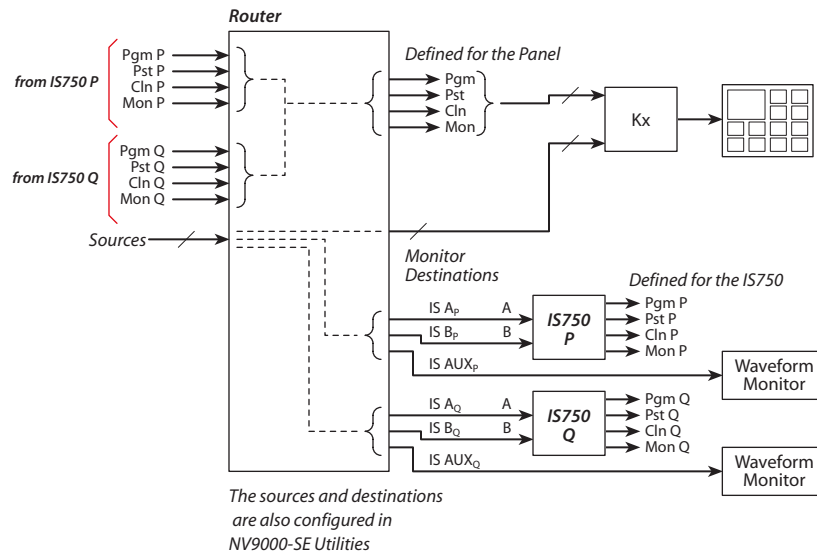 Router
from IS750 P
Pgm P
Pst P
Cln P
Mon P
from IS750 Q
Pgm Q
Pst Q
Cln Q
Mon Q
Sources
Defined for the Panel
Pgm
Pst
Cln
Mon
Kx
Monitor
Destinations
Defined for the IS750
IS AP
A
IS BP
B
IS750
P
Pgm P
Pst P
Cln P
Mon P
IS AUXP
Waveform
Monitor
IS AQ
A
IS BQ
B
IS750
Q
Pgm Q
Pst Q
Cln Q
Mon Q
IS AUXQ
Waveform
Monitor
The sources and destinations
are also configured in
NV9000-SE Utilities